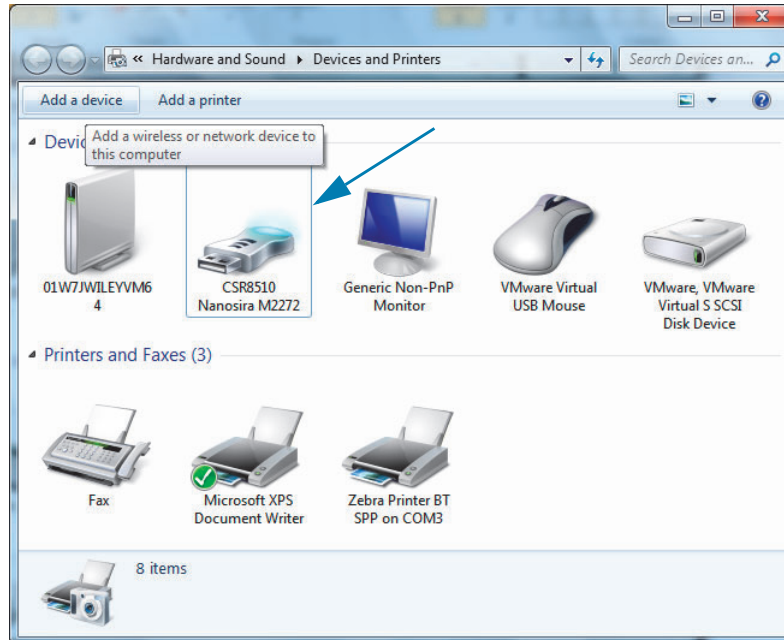 « Hardware and Sound ▸ Devices and Printers
Search Devices an...
Add a device
Add a printer
Devic
Add a wireless or network device to
this computer
01W7JWILEYVM6
4
CSR8510
Nanosira M2272
Generic Non-PnP
Monitor
VMware Virtual
USB Mouse
VMware, VMware
Virtual S SCSI
Disk Device
Printers and Faxes (3)
Fax
Microsoft XPS
Document Writer
Zebra Printer BT
SPP on COM3
8 items